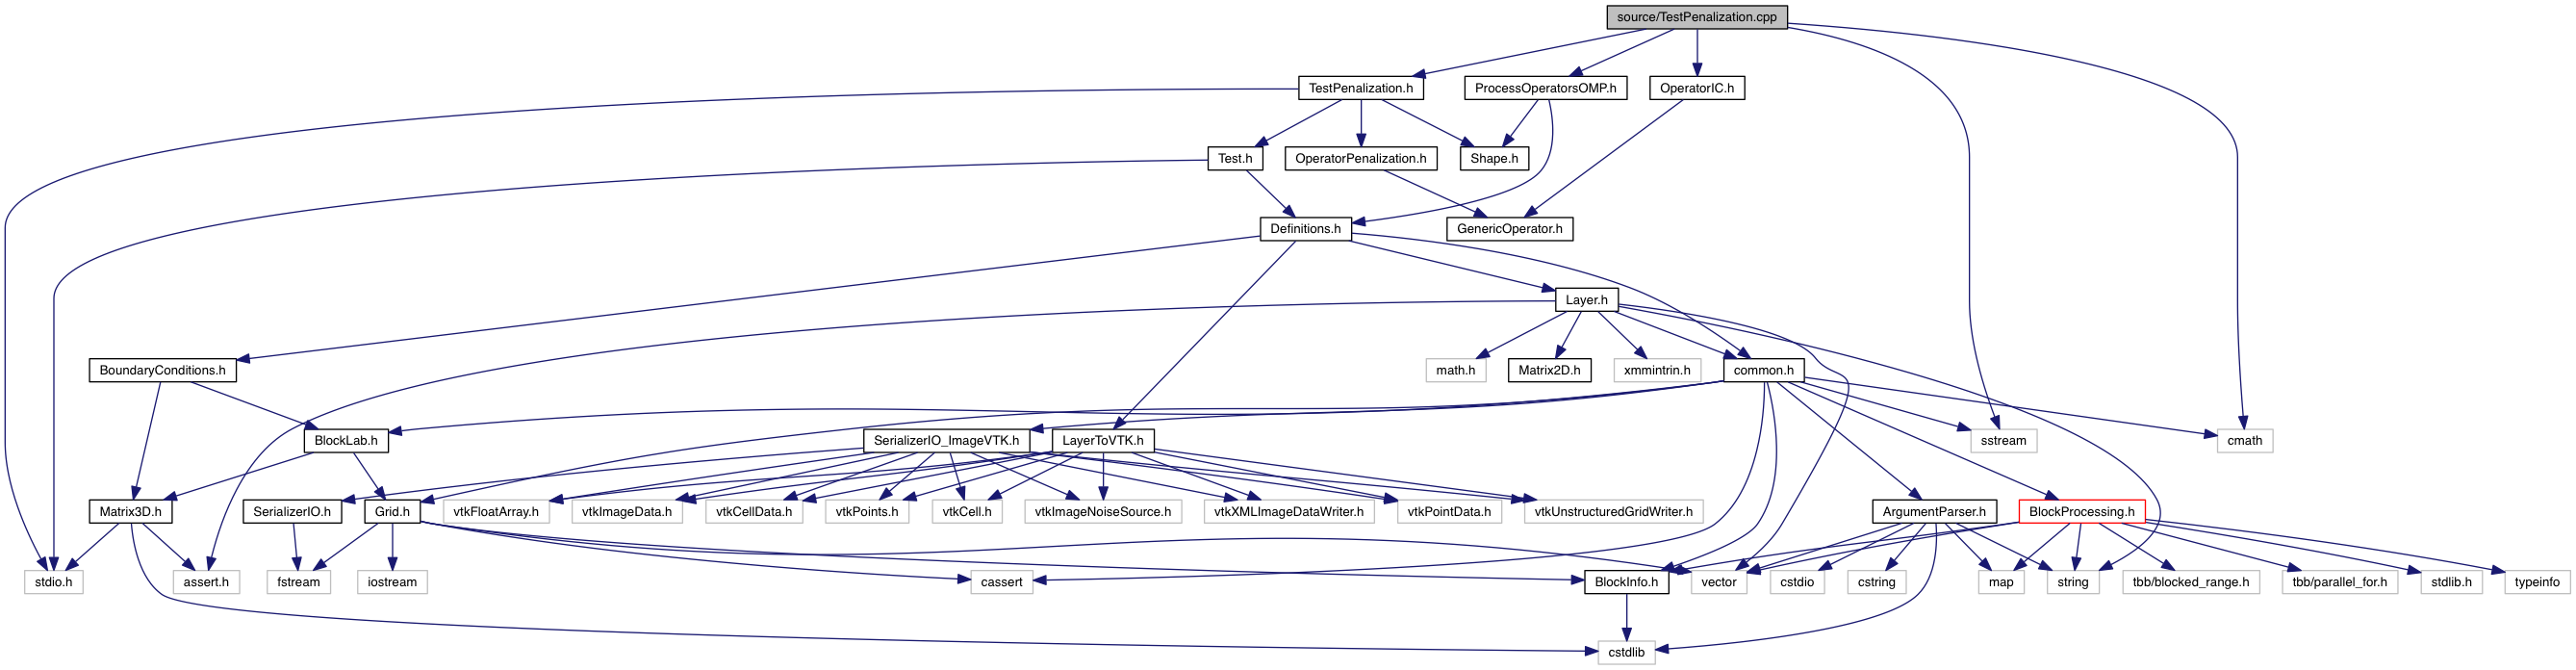 source/TestPenalization.cpp
TestPenalization.h
ProcessOperatorsOMP.h
OperatorIC.h
Test.h
OperatorPenalization.h
Shape.h
Definitions.h
GenericOperator.h
Layer.h
BoundaryConditions.h
math.h
Matrix2D.h
xmmintrin.h
common.h
BlockLab.h
SerializerIO_ImageVTK.h
LayerToVTK.h
sstream
cmath
Matrix3D.h
SerializerIO.h
Grid.h
vtkFloatArray.h
vtkImageData.h
vtkCellData.h
vtkPoints.h
vtkCell.h
vtkImageNoiseSource.h
vtkXMLImageDataWriter.h
vtkPointData.h
vtkUnstructuredGridWriter.h
ArgumentParser.h
BlockProcessing.h
stdio.h
assert.h
fstream
iostream
cassert
BlockInfo.h
vector
cstdio
cstring
map
string
tbb/blocked_range.h
tbb/parallel_for.h
stdlib.h
typeinfo
cstdlib